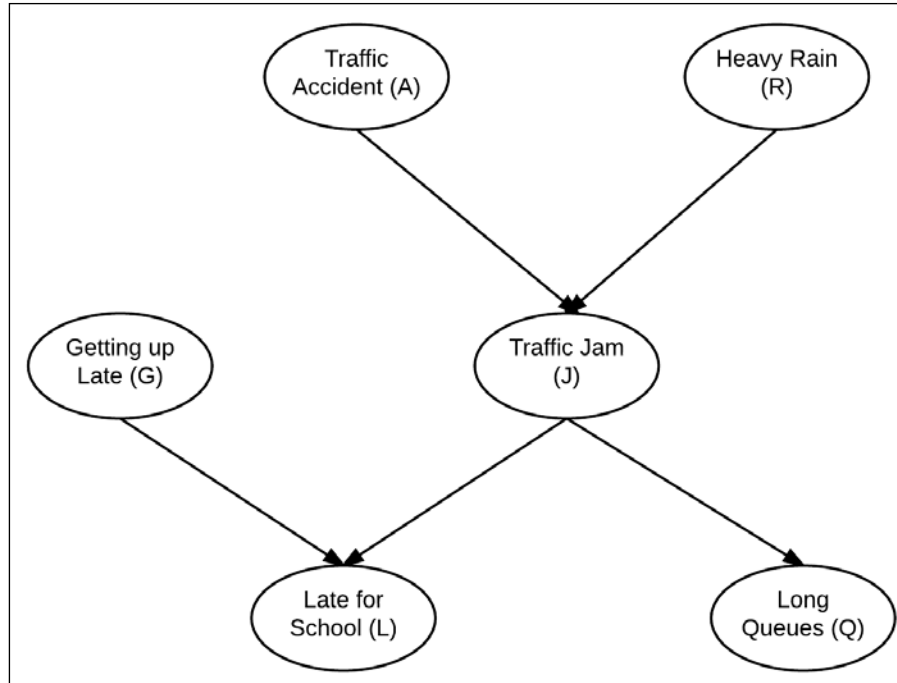 Traffic
Accident (A)
Heavy Rain
(R)
Getting up
Late (G)
Traffic Jam
(J)
Late for
School (L)
Long
Queues (Q)